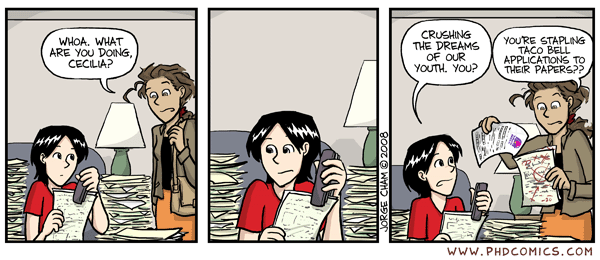 WHOA. WHAT
ARE YOU DOING,
CECILIA?
JORGE CHAM © 2008
CRUSHING
THE DREAMS
OF OUR
YOUTH. YOU?
YOU'RE STAPLING
TACO BELL
APPLICATIONS TO
THEIR PAPERS??
WWW.PHDCOMICS.COM